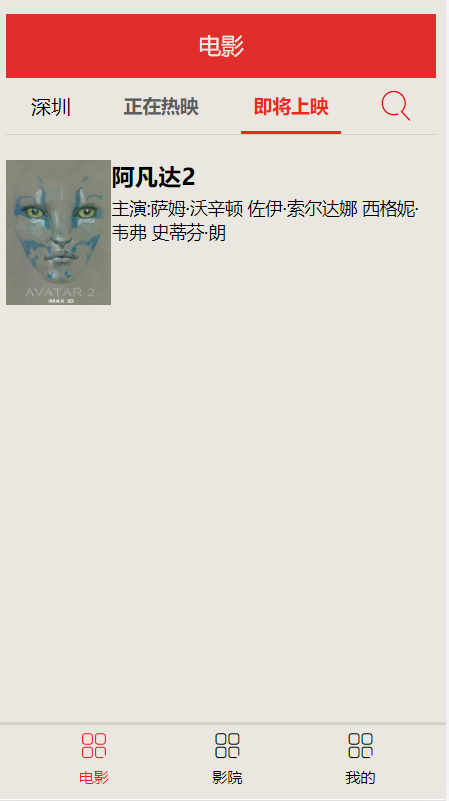 电影
深圳 正在热映 即将上映
阿凡达2
主演:萨姆·沃辛顿 佐伊·索尔达娜 西格妮·
韦弗 史蒂芬·朗
AVATAR 2
IMAX 3D
电影 影院 我的